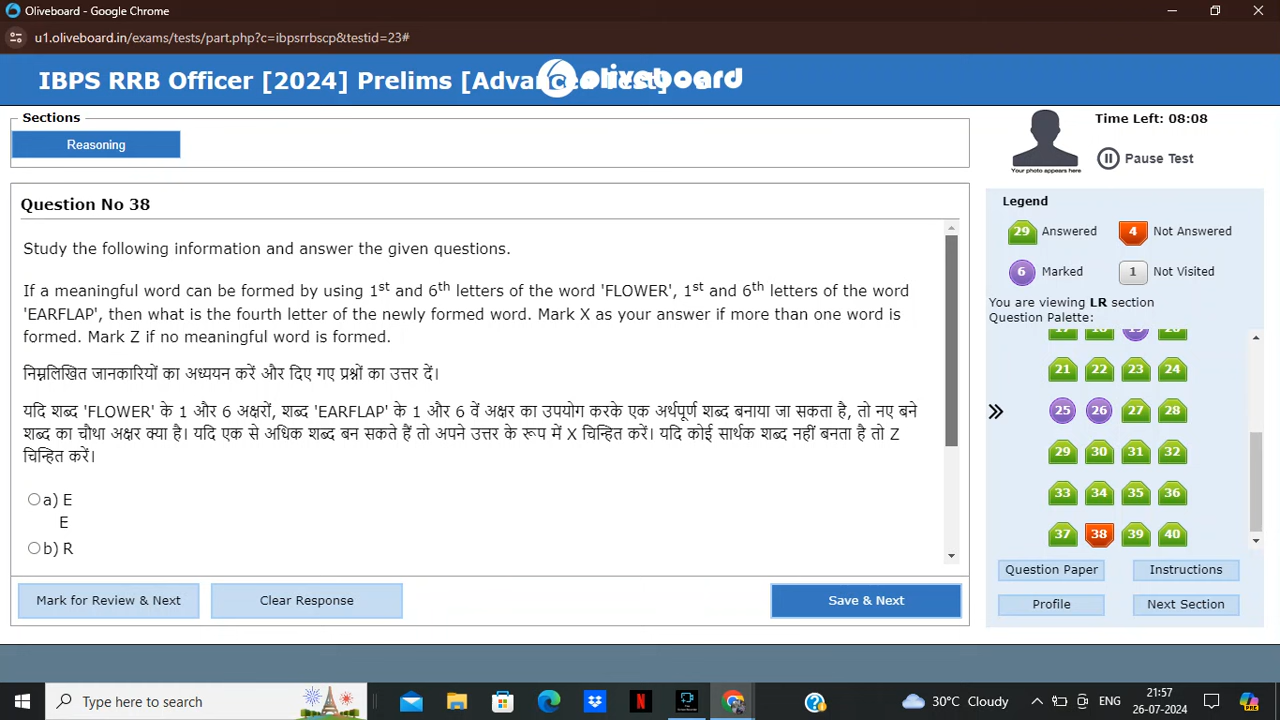 Oliveboard - Google Chrome
u1.oliveboard.in/exams/tests/part.php?c=ibpsrrbscp&testid=23#
IBPS RRB Officer [2024] Prelims [Advanced Test]
oliveboard
Sections
Reasoning
Time Left: 08:08
Pause Test
Your photo appears here
Question No 38
Study the following information and answer the given questions.
If a meaningful word can be formed by using 1st and 6th letters of the word 'FLOWER', 1st and 6th letters of the word
'EARFLAP', then what is the fourth letter of the newly formed word. Mark X as your answer if more than one word is
formed. Mark Z if no meaningful word is formed.
निम्नलिखित जानकारियों का अध्ययन करें और दिए गए प्रश्नों का उत्तर दें।
यदि शब्द 'FLOWER' के 1 और 6 अक्षरों, शब्द 'EARFLAP' के 1 और 6 वें अक्षर का उपयोग करके एक अर्थपूर्ण शब्द बनाया जा सकता है, तो नए बने
शब्द का चौथा अक्षर क्या है। यदि एक से अधिक शब्द बन सकते हैं तो अपने उत्तर के रूप में X चिन्हित करें। यदि कोई सार्थक शब्द नहीं बनता है तो Z
चिन्हित करें।
a) E
E
b) R
Mark for Review & Next
Clear Response
Save & Next
Legend
29 Answered
4 Not Answered
6 Marked
1 Not Visited
You are viewing LR section
Question Palette:
17 18 19 20
21 22 23 24
25 26 27 28
29 30 31 32
33 34 35 36
37 38 39 40
Question Paper
Instructions
Profile
Next Section
Type here to search
30°C Cloudy
ENG
21:57
26-07-2024